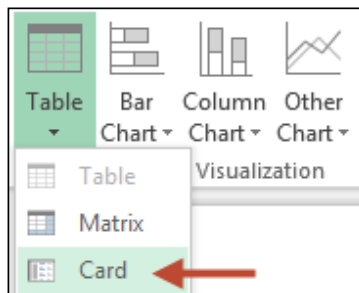 Table Bar Column Other
Chart Chart Chart
Visualization
Table
Matrix
Card